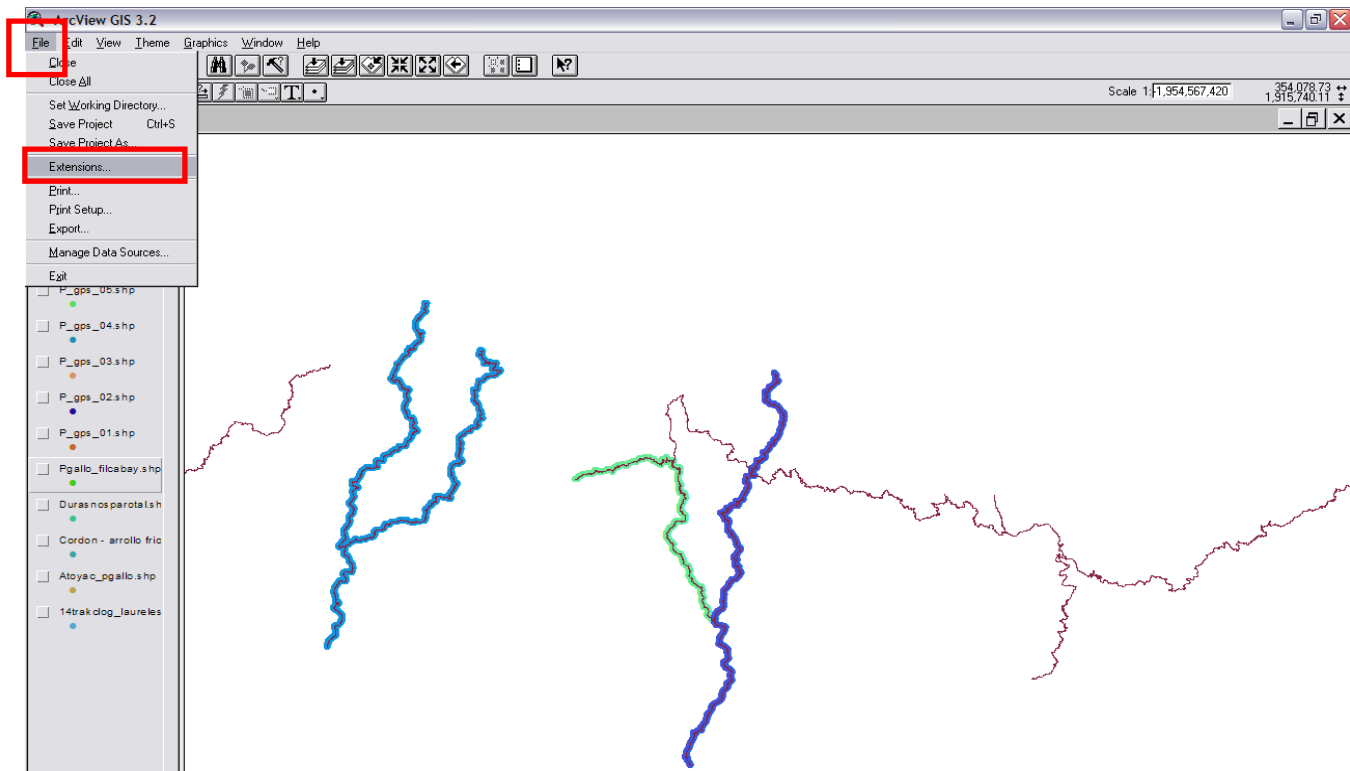 ArcView GIS 3.2
File Edit View Theme Graphics Window Help
Close
Close All
Set Working Directory...
Save Project Ctrl+S
Save Project As...
Extensions...
Print...
Print Setup...
Export...
Manage Data Sources...
Exit
Scale 1: -1,954,567,420
354,078.73
1,915,740.11
P_gps_05.shp
P_gps_04.shp
P_gps_03.shp
P_gps_02.shp
P_gps_01.shp
Pgallo_filcabay.shp
Durasnosparotal.sh
Cordon - arrollo fric
Atoyac_pgallo.shp
14trakclog_laureles